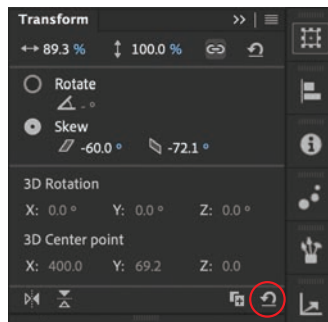 Transform
89.3 % 100.0 %
Rotate
- °
Skew
-60.0 ° -72.1 °
3D Rotation
X: 0.0 ° Y: 0.0 ° Z: 0.0 °
3D Center point
X: 400.0 Y: 69.2 Z: 0.0